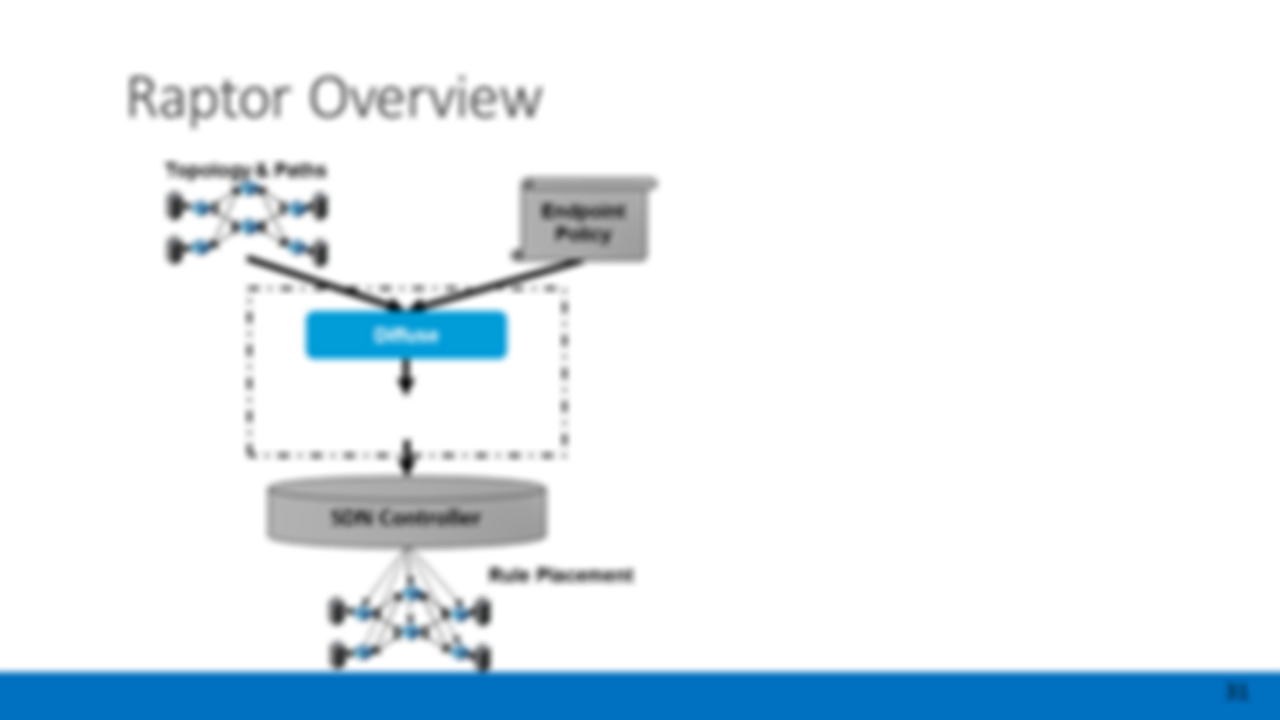 Raptor Overview
Topology & Paths
Endpoint
Policy
Diffuse
SDN Controller
Rule Placement
31